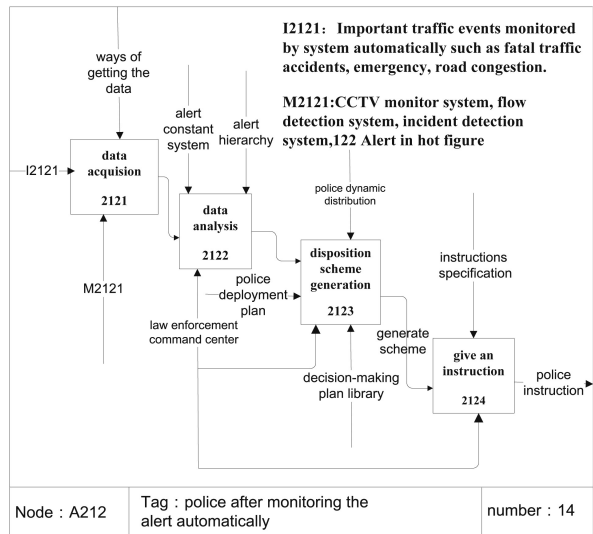 I2121: Important traffic events monitored
by system automatically such as fatal traffic
accidents, emergency, road congestion.
M2121:CCTV monitor system, flow
detection system, incident detection
system,122 Alert in hot figure
ways of
getting the
data
alert
constant
system
alert
hierarchy
I2121
data
acquision
2121
police dynamic
distribution
data
analysis
2122
disposition
scheme
generation
2123
instructions
specification
M2121
police
deployment
plan
law enforcement
command center
generate
scheme
give an
instruction
2124
police
instruction
decision-making
plan library
Node : A212
Tag : police after monitoring the
alert automatically
number : 14